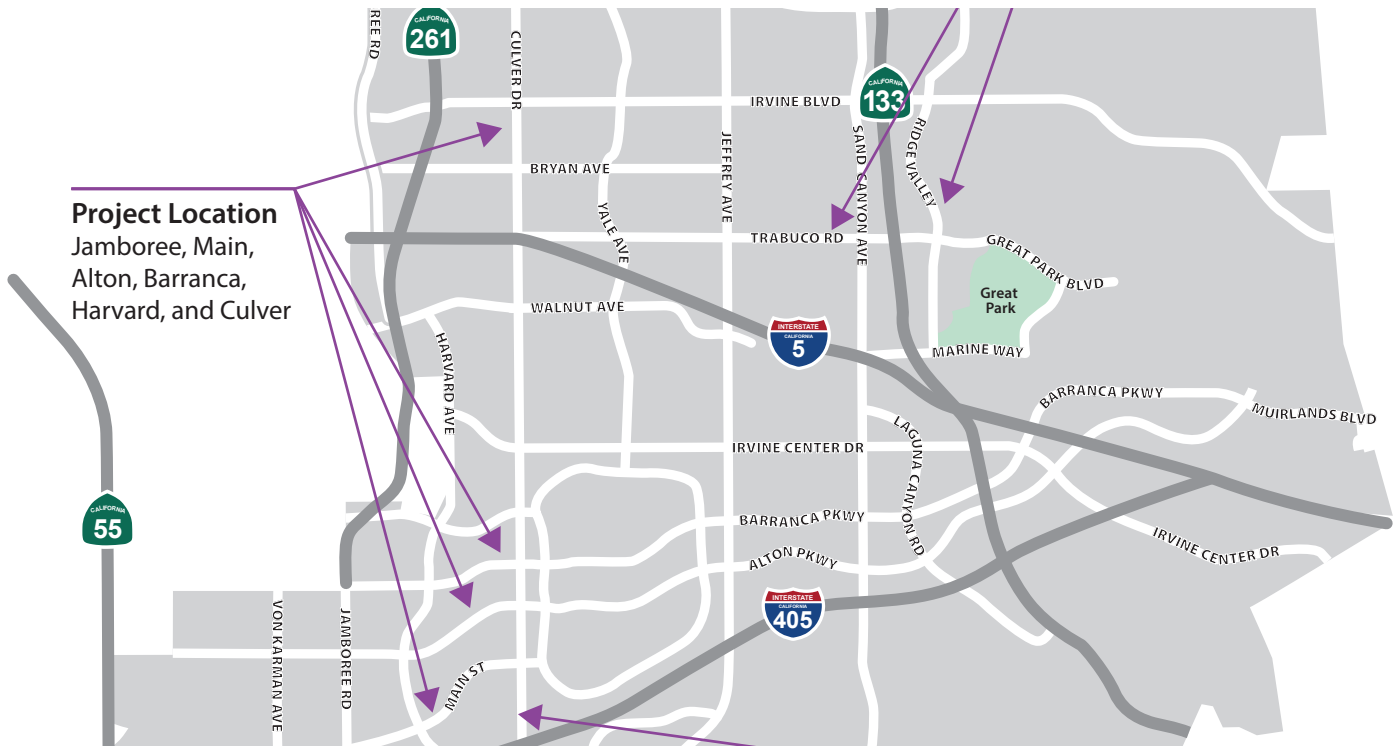 REE RD
CALIFORNIA
261
CULVER DR
IRVINE BLVD
CALIFORNIA
133
BRYAN AVE
JEFFREY AVE
SAND CANYON AVE
RIDGE VALLEY
Project Location
Jamboree, Main,
Alton, Barranca,
Harvard, and Culver
YALE AVE
TRABUCO RD
GREAT PARK BLVD
Great
Park
WALNUT AVE
INTERSTATE
CALIFORNIA
5
MARINE WAY
HARVARD AVE
BARRANCA PKWY
MUIRLANDS BLVD
LAGUNA CANYON RD
IRVINE CENTER DR
CALIFORNIA
55
BARRANCA PKWY
IRVINE CENTER DR
ALTON PKWY
INTERSTATE
CALIFORNIA
405
VON KARMAN AVE
JAMBOREE RD
MAIN ST